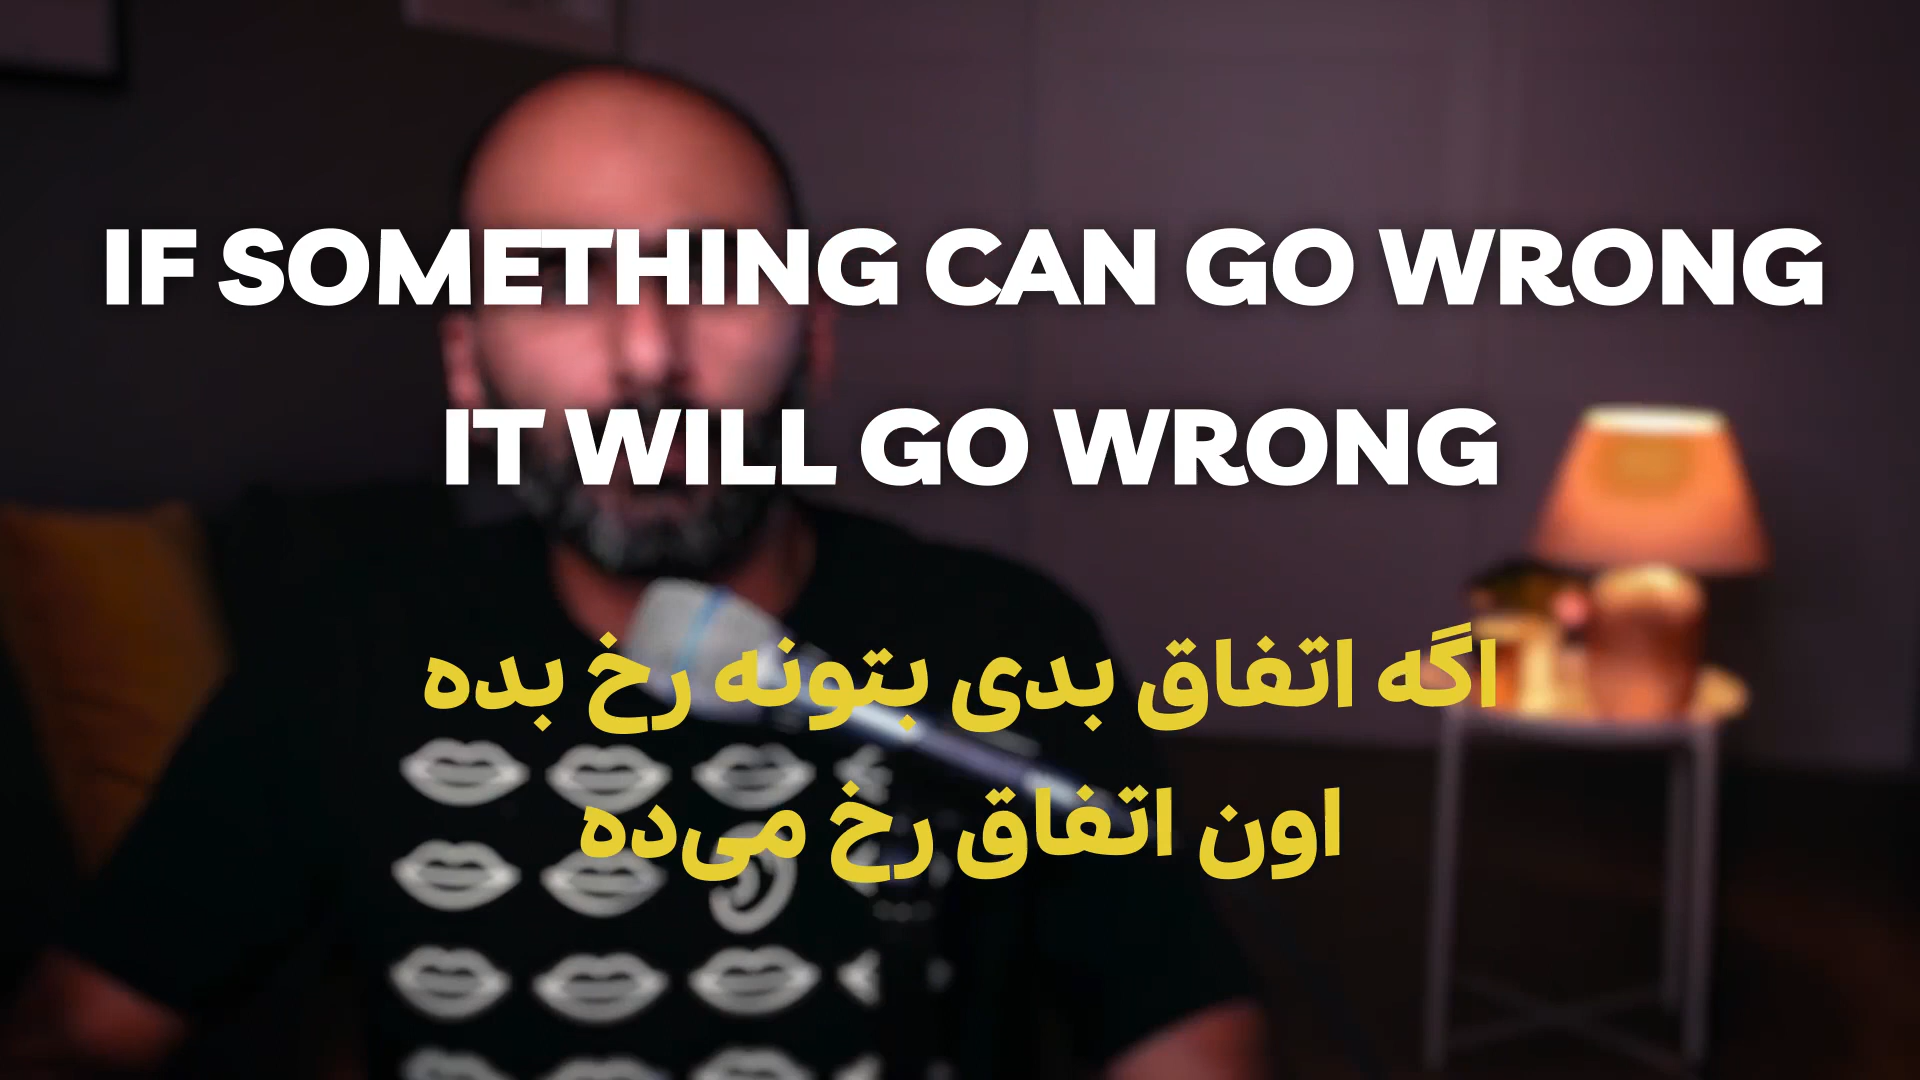 IF SOMETHING CAN GO WRONG
IT WILL GO WRONG
اگه اتفاق بدی بتونه رخ بده
اون اتفاق رخ می‌ده